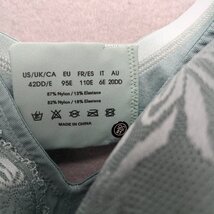 US/UK/CA EU FR/ES IT AU
42DD/E 95E 110E 6E 20DD
87% Nylon / 13% Elastane
82% Nylon / 18% Elastane
MADE IN CHINA